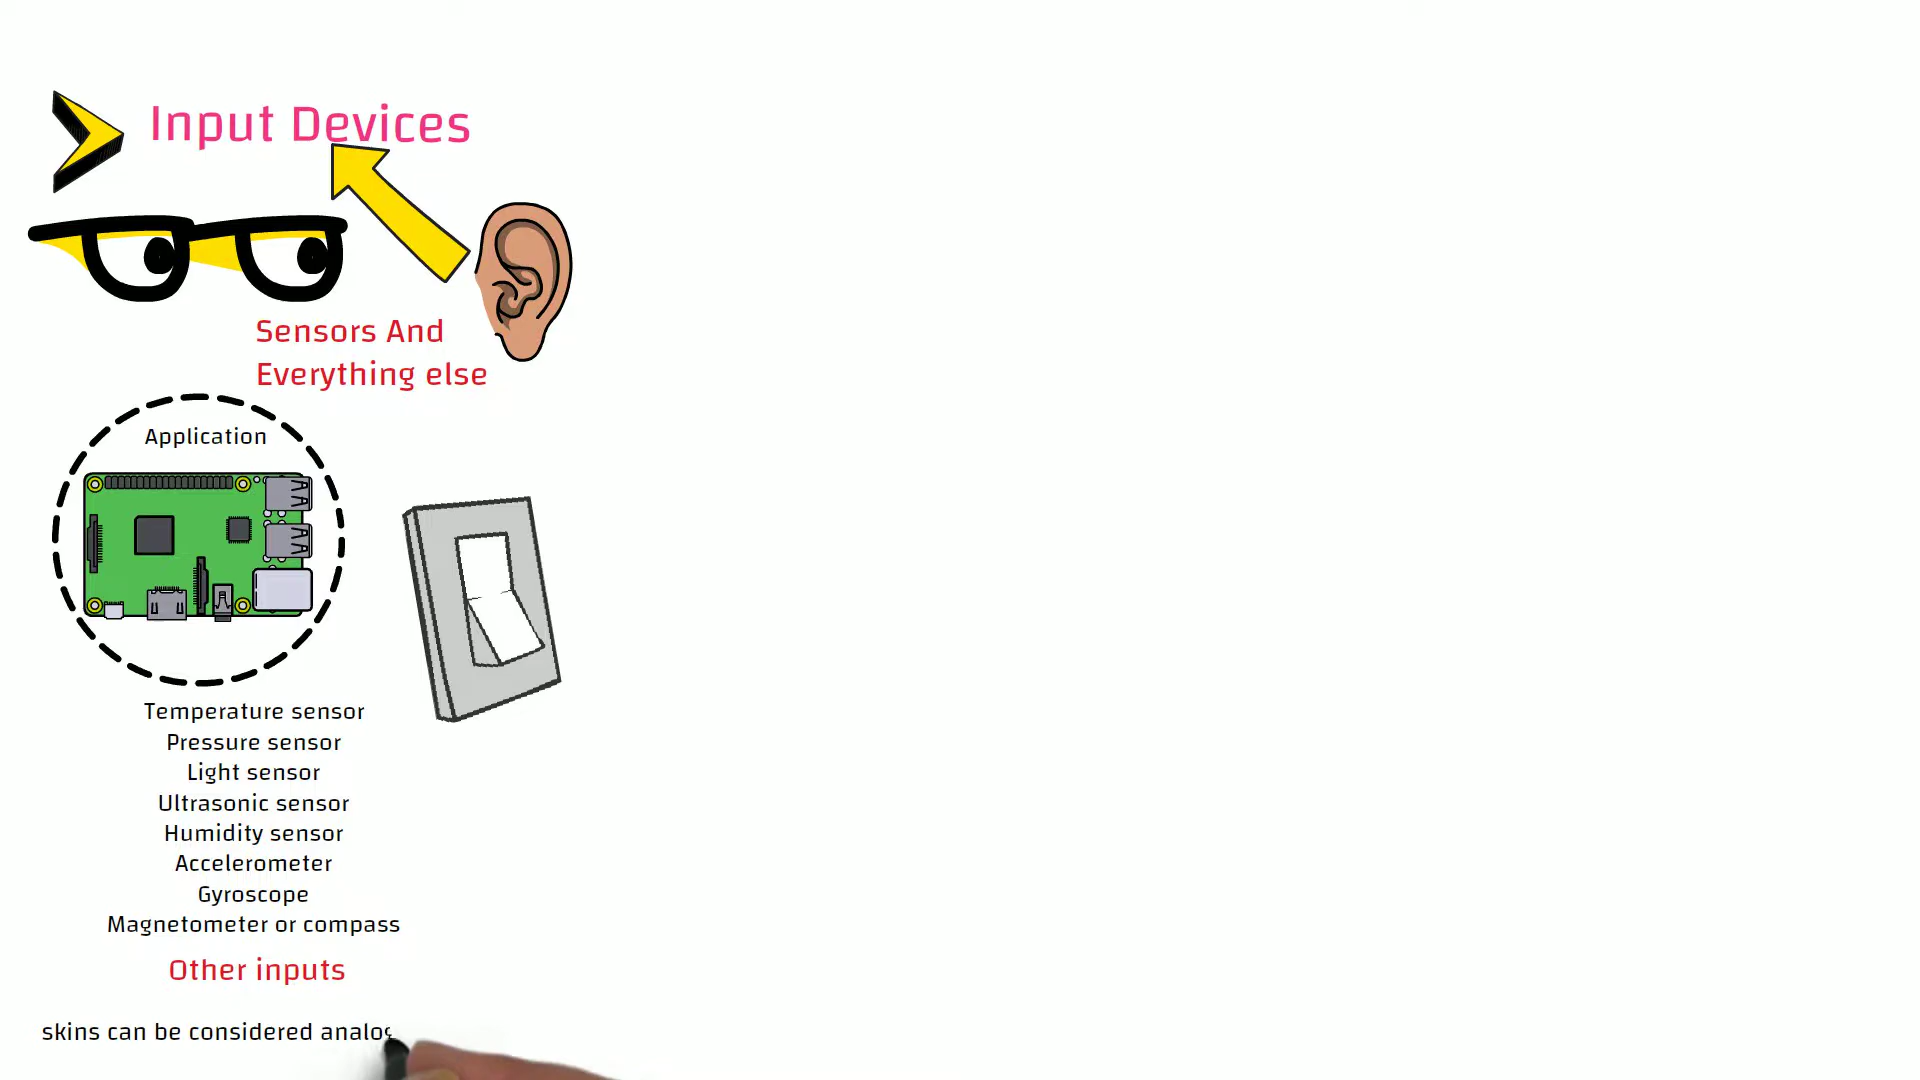 Input Devices
Sensors And
Everything else
Application
Temperature sensor
Pressure sensor
Light sensor
Ultrasonic sensor
Humidity sensor
Accelerometer
Gyroscope
Magnetometer or compass
Other inputs
skins can be considered